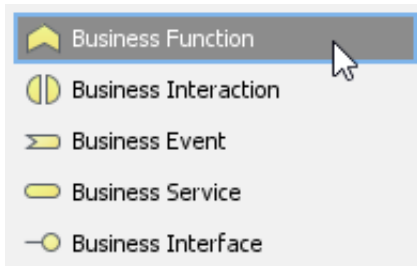 Business Function
Business Interaction
Business Event
Business Service
Business Interface